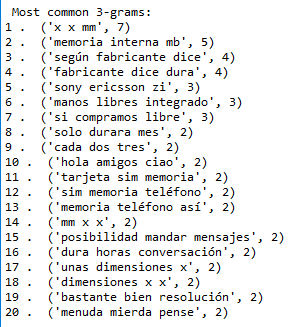 Most common 3-grams:
1 . ('x x mm', 7)
2 . ('memoria interna mb', 5)
3 . ('según fabricante dice', 4)
4 . ('fabricante dice dura', 4)
5 . ('sony ericsson zi', 3)
6 . ('manos libres integrado', 3)
7 . ('si compramos libre', 3)
8 . ('solo durara mes', 2)
9 . ('cada dos tres', 2)
10 . ('hola amigos ciao', 2)
11 . ('tarjeta sim memoria', 2)
12 . ('sim memoria teléfono', 2)
13 . ('memoria teléfono así', 2)
14 . ('mm x x', 2)
15 . ('posibilidad mandar mensajes', 2)
16 . ('dura horas conversación', 2)
17 . ('unas dimensiones x', 2)
18 . ('dimensiones x x', 2)
19 . ('bastante bien resolución', 2)
20 . ('menuda mierda pense', 2)